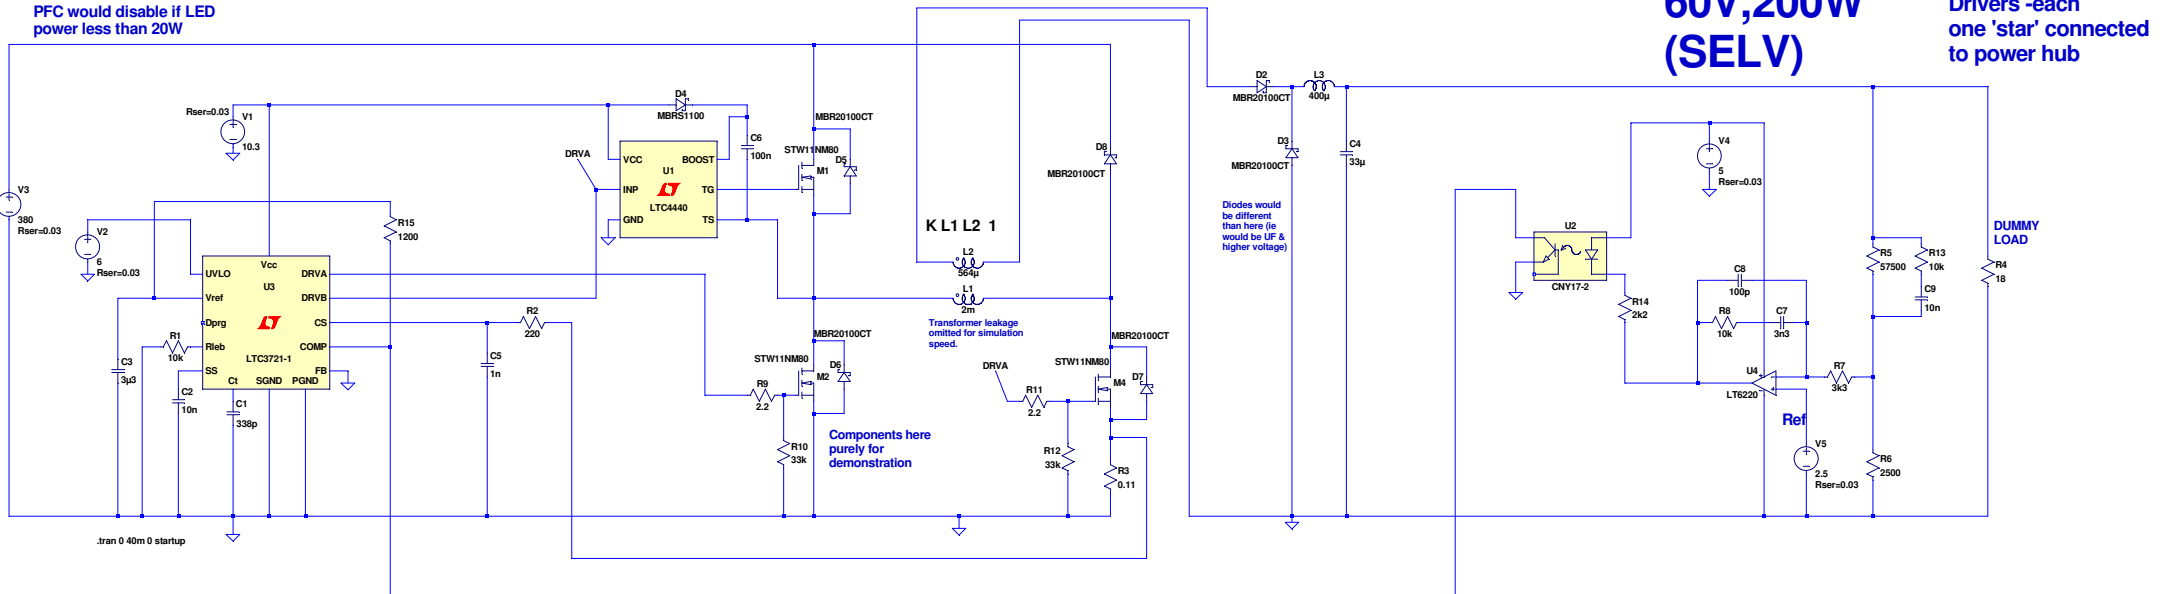 PFC would disable if LED
power less than 20W
60V,200W
(SELV)
Drivers -each
one 'star' connected
to power hub
Rser=0.03
V1
10.3
D4
MBRS1100
C6
100n
DRVA
VCC
BOOST
U1
INP
TG
LTC4440
GND
TS
MBR20100CT
STW11NM80
D5
M1
D8
MBR20100CT
D2
MBR20100CT
L3
400µ
D3
MBR20100CT
C4
33µ
V4
5
Rser=0.03
V3
380
Rser=0.03
V2
6
Rser=0.03
R15
1200
K L1 L2 1
L2
564µ
L1
2m
Transformer leakage
omitted for simulation
speed.
Diodes would
be different
than here (ie
would be UF &
higher voltage)
U2
CNY17-2
DUMMY
LOAD
R5
57500
R13
10k
R4
18
C9
10n
Vcc
UVLO
DRVA
U3
Vref
DRVB
Dprg
CS
Rleb
COMP
LTC3721-1
SS
FB
Ct
SGND
PGND
R1
10k
C3
3µ3
C2
10n
C1
338p
R2
220
C5
1n
MBR20100CT
STW11NM80
D6
M2
R9
2.2
R10
33k
Components here
purely for
demonstration
DRVA
R11
2.2
R12
33k
MBR20100CT
STW11NM80
M4
D7
R3
0.11
R14
2k2
C8
100p
R8
10k
C7
3n3
U4
LT6220
R7
3k3
Ref
V5
2.5
Rser=0.03
R6
2500
.tran 0 40m 0 startup